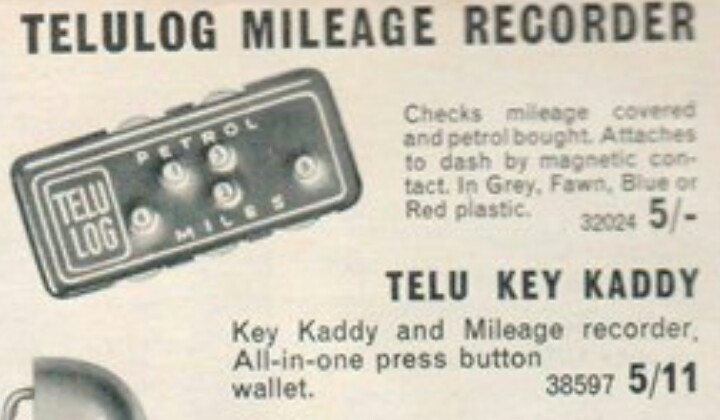 TELULOG MILEAGE RECORDER
Checks mileage covered
and petrol bought. Attaches
to dash by magnetic con-
tact. In Grey, Fawn, Blue or
Red plastic.
32024 5/-
PETROL
TELU
LOG
MILES
TELU KEY KADDY
Key Kaddy and Mileage recorder,
All-in-one press button
wallet.
38597 5/11